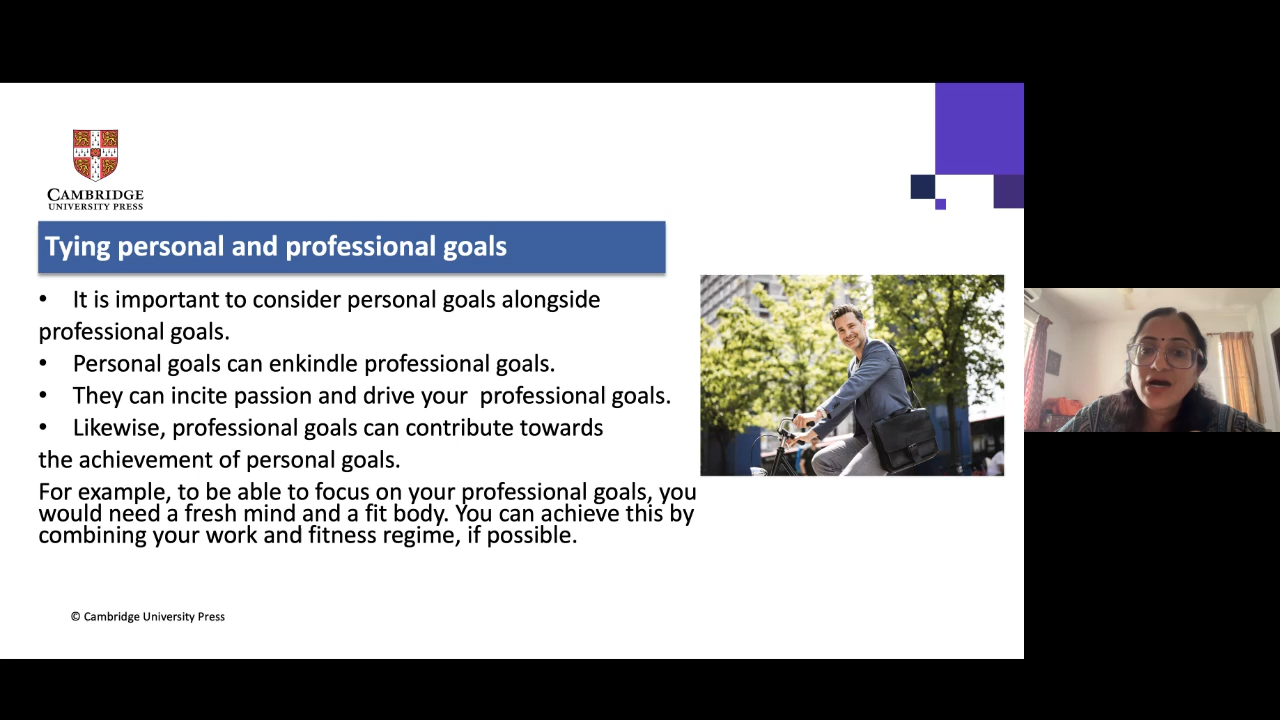 CAMBRIDGE
UNIVERSITY PRESS
Tying personal and professional goals
• It is important to consider personal goals alongside
professional goals.
• Personal goals can enkindle professional goals.
• They can incite passion and drive your  professional goals.
• Likewise, professional goals can contribute towards
the achievement of personal goals.
For example, to be able to focus on your professional goals, you
would need a fresh mind and a fit body. You can achieve this by
combining your work and fitness regime, if possible.
© Cambridge University Press